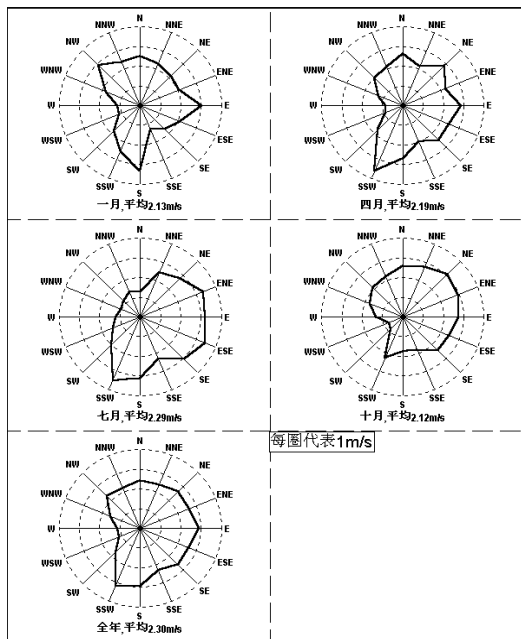 N
NNW NNE
NW NE
WNW ENE
W E
WSW ESE
SW SE
SSW SSE
S
一月,平均2.13m/s
N
NNW NNE
NW NE
WNW ENE
W E
WSW ESE
SW SE
SSW SSE
S
四月,平均2.19m/s
N
NNW NNE
NW NE
WNW ENE
W E
WSW ESE
SW SE
SSW SSE
S
七月,平均2.29m/s
N
NNW NNE
NW NE
WNW ENE
W E
WSW ESE
SW SE
SSW SSE
S
十月,平均2.12m/s
每圈代表1m/s
N
NNW NNE
NW NE
WNW ENE
W E
WSW ESE
SW SE
SSW SSE
S
全年,平均2.30m/s